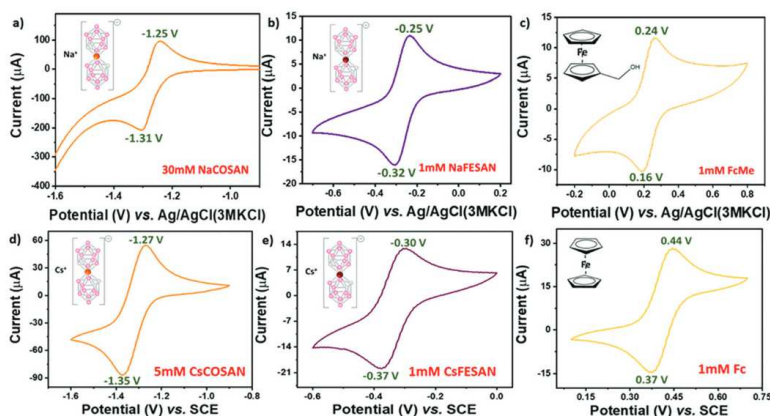 a)
-1.25 V
Na⁺
-1.31 V
30mM NaCOSAN
Current (µA)
100
0
-100
-200
-300
-400
-1.6
-1.4
-1.2
-1.0
Potential (V) vs. Ag/AgCl(3MKCl)
b)
-0.25 V
Na⁺
-0.32 V
1mM NaFESAN
Current (µA)
15
10
5
0
-5
-10
-15
-20
-0.6
-0.4
-0.2
0.0
0.2
Potential (V) vs. Ag/AgCl(3MKCl)
c)
0.24 V
Fe
OH
0.16 V
1mM FcMe
Current (µA)
10
5
0
-5
-10
-0.2
0.0
0.2
0.4
0.6
0.8
Potential (V) vs. Ag/AgCl(3MKCl)
d)
-1.27 V
Cs⁺
-1.35 V
5mM CsCOSAN
Current (µA)
60
30
0
-30
-60
-90
-1.6
-1.4
-1.2
-1.0
-0.8
Potential (V) vs. SCE
e)
-0.30 V
Cs⁺
-0.37 V
1mM CsFESAN
Current (µA)
14
7
0
-7
-14
-21
-0.6
-0.4
-0.2
0.0
Potential (V) vs. SCE
f)
0.44 V
Fe
0.37 V
1mM Fc
Current (µA)
30
15
0
-15
0.15
0.30
0.45
0.60
0.75
Potential (V) vs. SCE